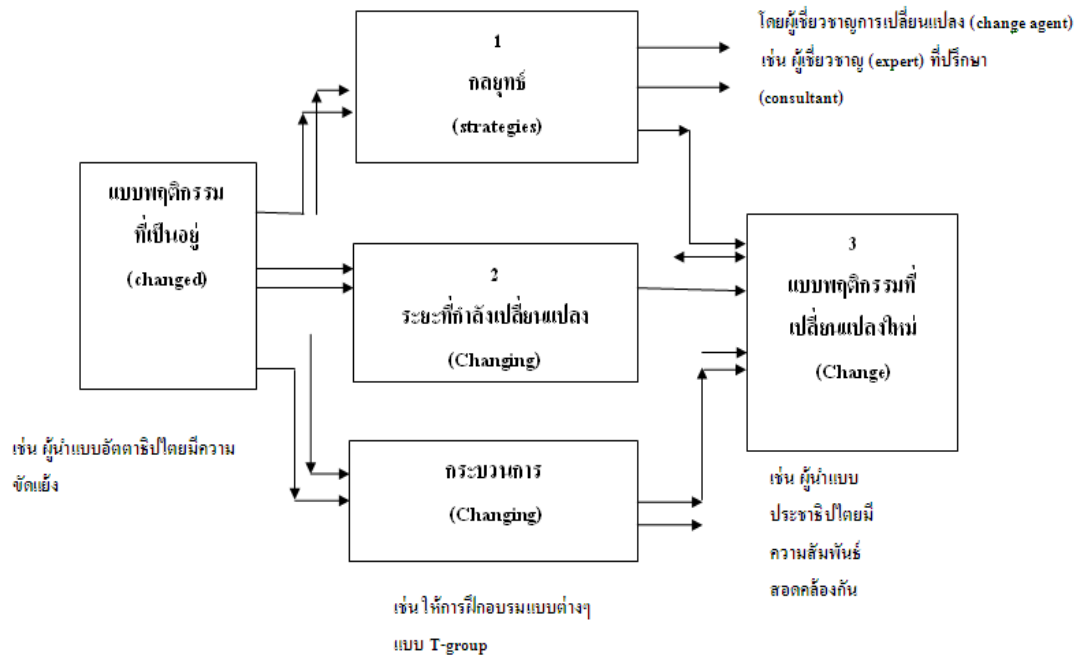 1
กลยุทธ์
(strategies)
โดยผู้เชี่ยวชาญการเปลี่ยนแปลง (change agent)
เช่น ผู้เชี่ยวชาญ (expert) ที่ปรึกษา
(consultant)
แบบพฤติกรรม
ที่เป็นอยู่
(changed)
2
ระยะที่กำลังเปลี่ยนแปลง
(Changing)
3
แบบพฤติกรรมที่
เปลี่ยนแปลงใหม่
(Change)
เช่น ผู้นำแบบอัตตาธิปไตยมีความ
ขัดแย้ง
กระบวนการ
(Changing)
เช่น ผู้นำแบบ
ประชาธิปไตยมี
ความสัมพันธ์
สอดคล้องกัน
เช่น ให้การฝึกอบรมแบบต่างๆ
แบบ T-group